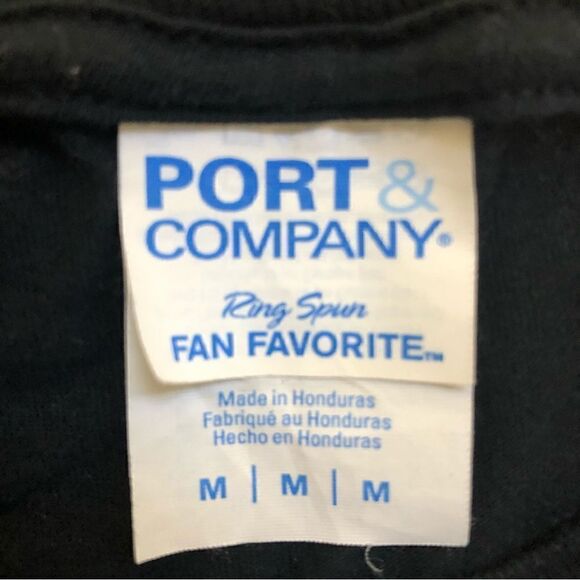 PORT &
COMPANY®
Ring Spun
FAN FAVORITE™
Made in Honduras
Fabriqué au Honduras
Hecho en Honduras
M | M | M